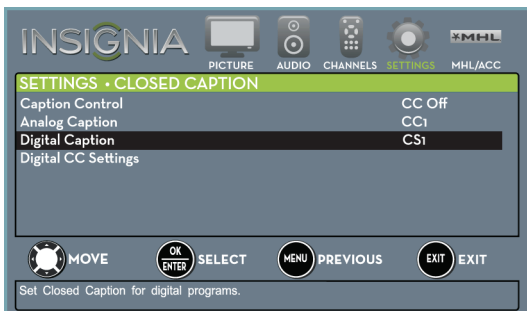 INSIGNIA
PICTURE AUDIO CHANNELS SETTINGS MHL MHL/ACC
SETTINGS • CLOSED CAPTION
Caption Control CC Off
Analog Caption CC1
Digital Caption CS1
Digital CC Settings
MOVE OK ENTER SELECT MENU PREVIOUS EXIT EXIT
Set Closed Caption for digital programs.